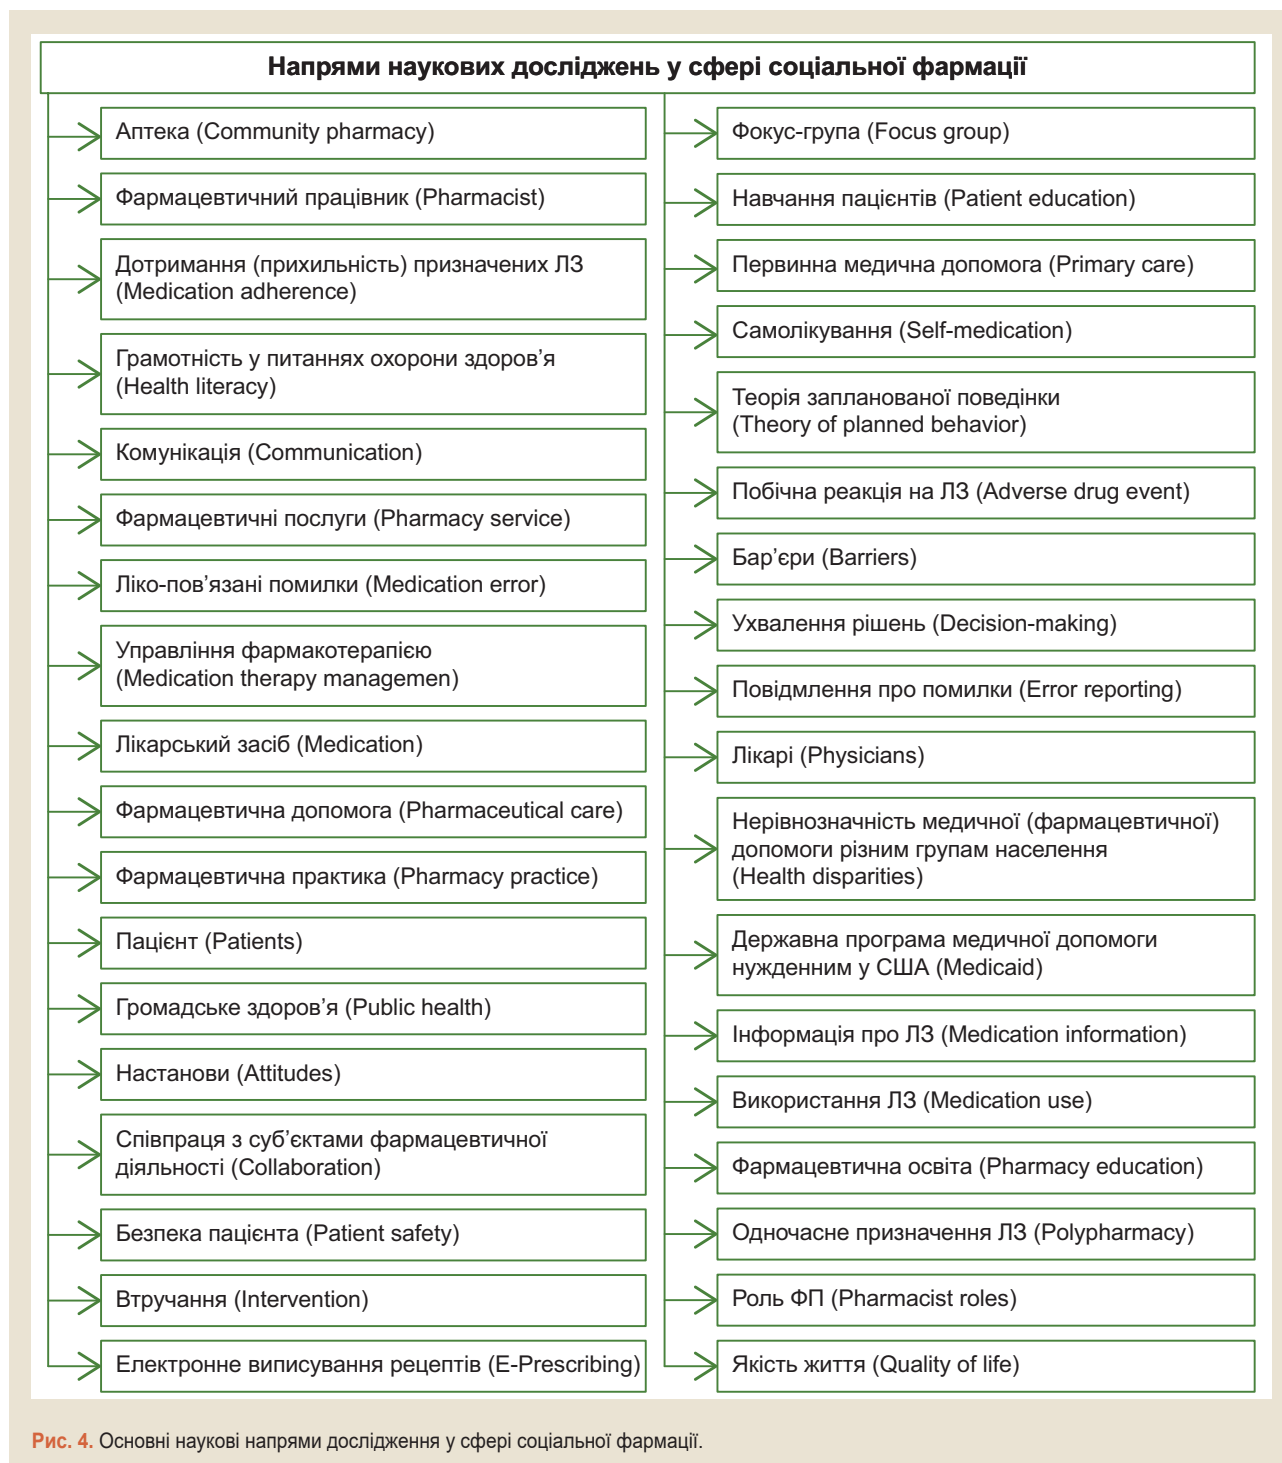 Напрями наукових досліджень у сфері соціальної фармації
Аптека (Community pharmacy)
Фармацевтичний працівник (Pharmacist)
Дотримання (прихильність) призначених ЛЗ
(Medication adherence)
Грамотність у питаннях охорони здоров’я
(Health literacy)
Комунікація (Communication)
Фармацевтичні послуги (Pharmacy service)
Ліко-пов’язані помилки (Medication error)
Управління фармакотерапією
(Medication therapy managemen)
Лікарський засіб (Medication)
Фармацевтична допомога (Pharmaceutical care)
Фармацевтична практика (Pharmacy practice)
Пацієнт (Patients)
Громадське здоров’я (Public health)
Настанови (Attitudes)
Співпраця з суб’єктами фармацевтичної
діяльності (Collaboration)
Безпека пацієнта (Patient safety)
Втручання (Intervention)
Електронне виписування рецептів (E-Prescribing)
Фокус-група (Focus group)
Навчання пацієнтів (Patient education)
Первинна медична допомога (Primary care)
Самолікування (Self-medication)
Теорія запланованої поведінки
(Theory of planned behavior)
Побічна реакція на ЛЗ (Adverse drug event)
Бар’єри (Barriers)
Ухвалення рішень (Decision-making)
Повідмлення про помилки (Error reporting)
Лікарі (Physicians)
Нерівнозначність медичної (фармацевтичної)
допомоги різним групам населення
(Health disparities)
Державна програма медичної допомоги
нужденним у США (Medicaid)
Інформація про ЛЗ (Medication information)
Використання ЛЗ (Medication use)
Фармацевтична освіта (Pharmacy education)
Одночасне призначення ЛЗ (Polypharmacy)
Роль ФП (Pharmacist roles)
Якість життя (Quality of life)
Рис. 4. Основні наукові напрями дослідження у сфері соціальної фармації.